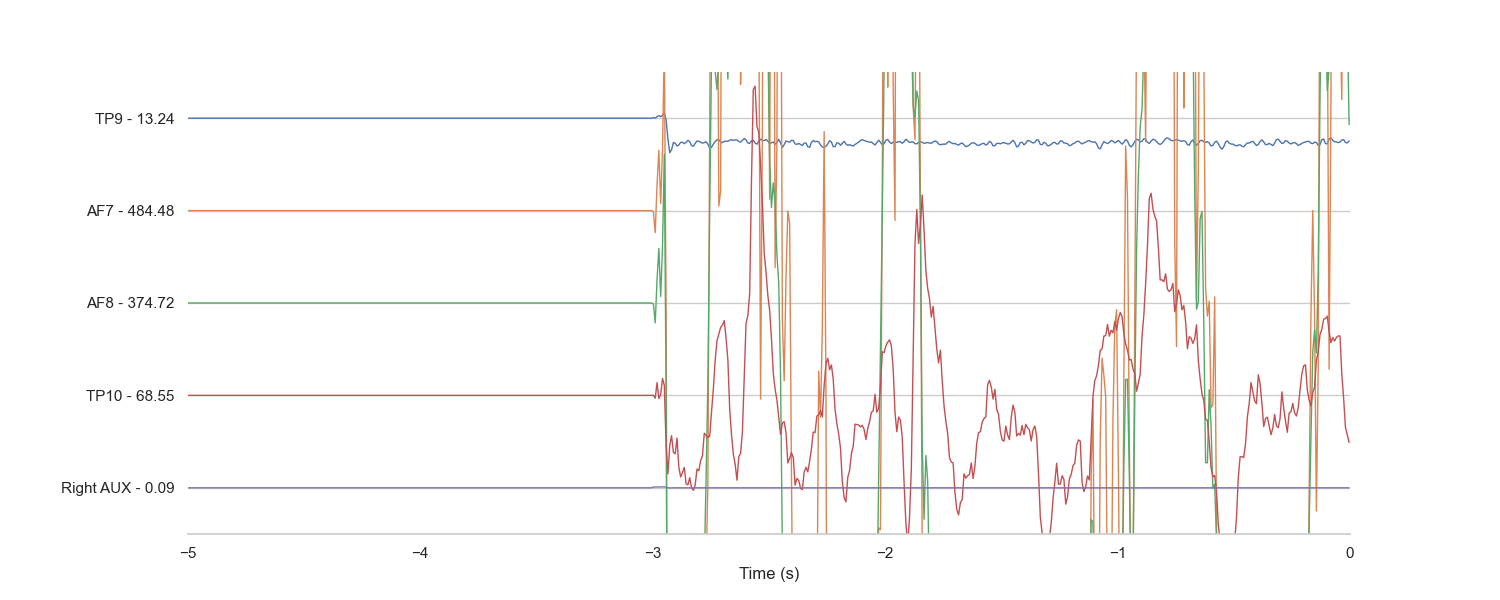 TP9 - 13.24
AF7 - 484.48
AF8 - 374.72
TP10 - 68.55
Right AUX - 0.09
−5 −4 −3 −2 −1 0
Time (s)